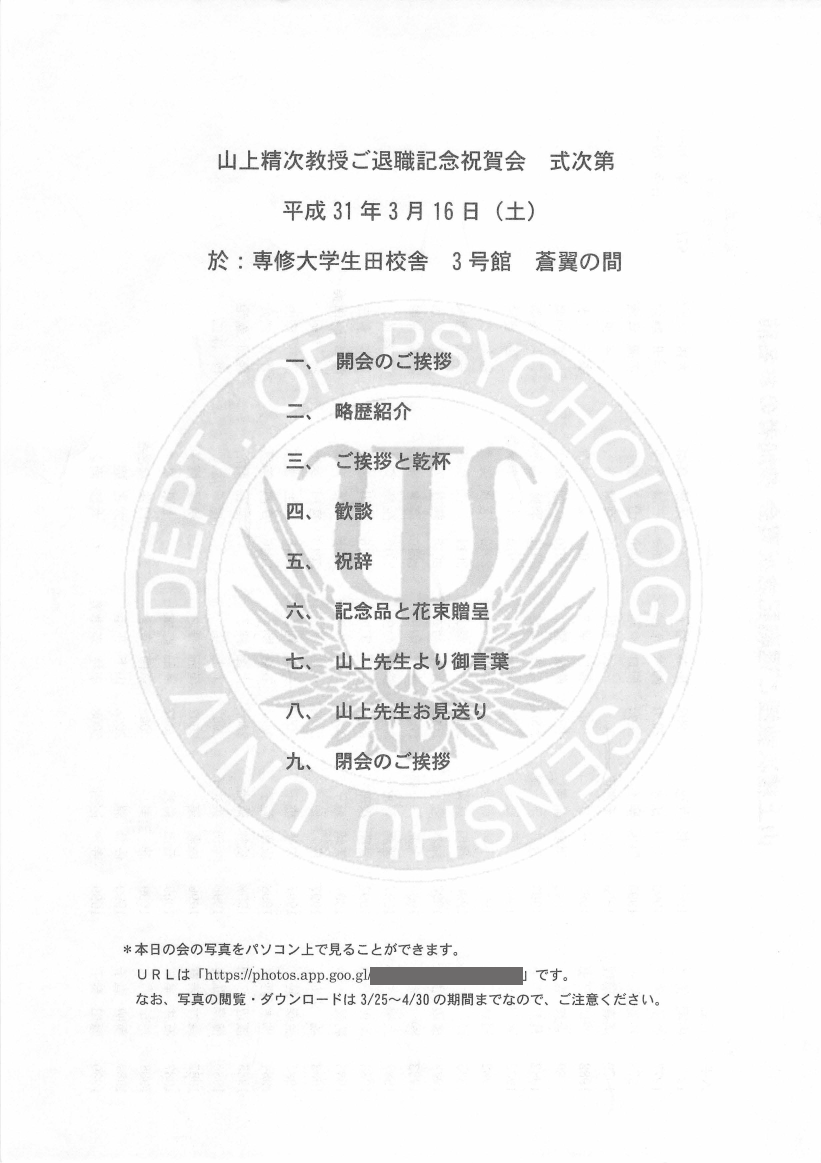 山上精次教授ご退職記念祝賀会　式次第
平成 31 年 3 月 16 日（土）
於：専修大学生田校舎　3 号館　蒼翼の間
一、　開会のご挨拶
二、　略歴紹介
三、　ご挨拶と乾杯
四、　歓談
五、　祝辞
六、　記念品と花束贈呈
七、　山上先生より御言葉
八、　山上先生お見送り
九、　閉会のご挨拶
DEPT. OF PSYCHOLOGY SENSHU UNIV.
＊本日の会の写真をパソコン上で見ることができます。
ＵＲＬは「https://photos.app.goo.gl/」です。
なお、写真の閲覧・ダウンロードは 3/25～4/30 の期間までなので、ご注意ください。